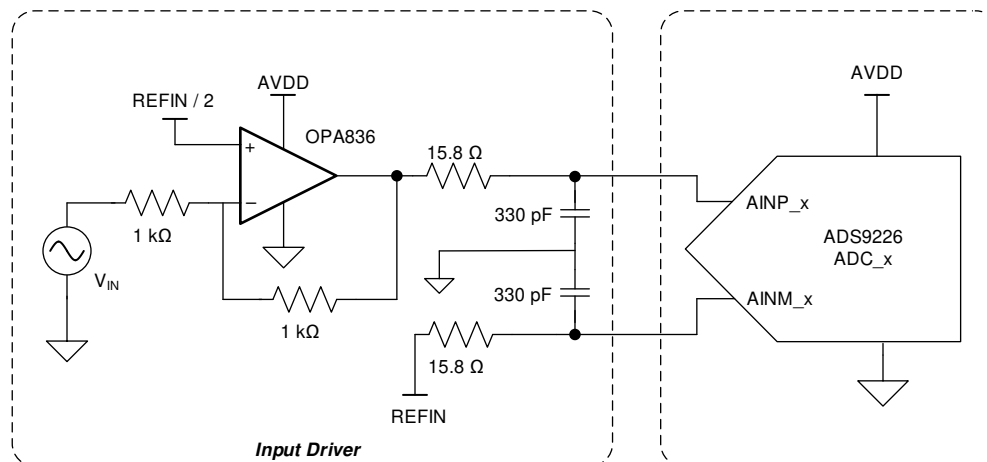 AVDD
AVDD
REFIN / 2
OPA836
15.8 Ω
+
−
330 pF
AINP_x
1 kΩ
ADS9226
ADC_x
VIN
330 pF
AINM_x
1 kΩ
15.8 Ω
REFIN
Input Driver